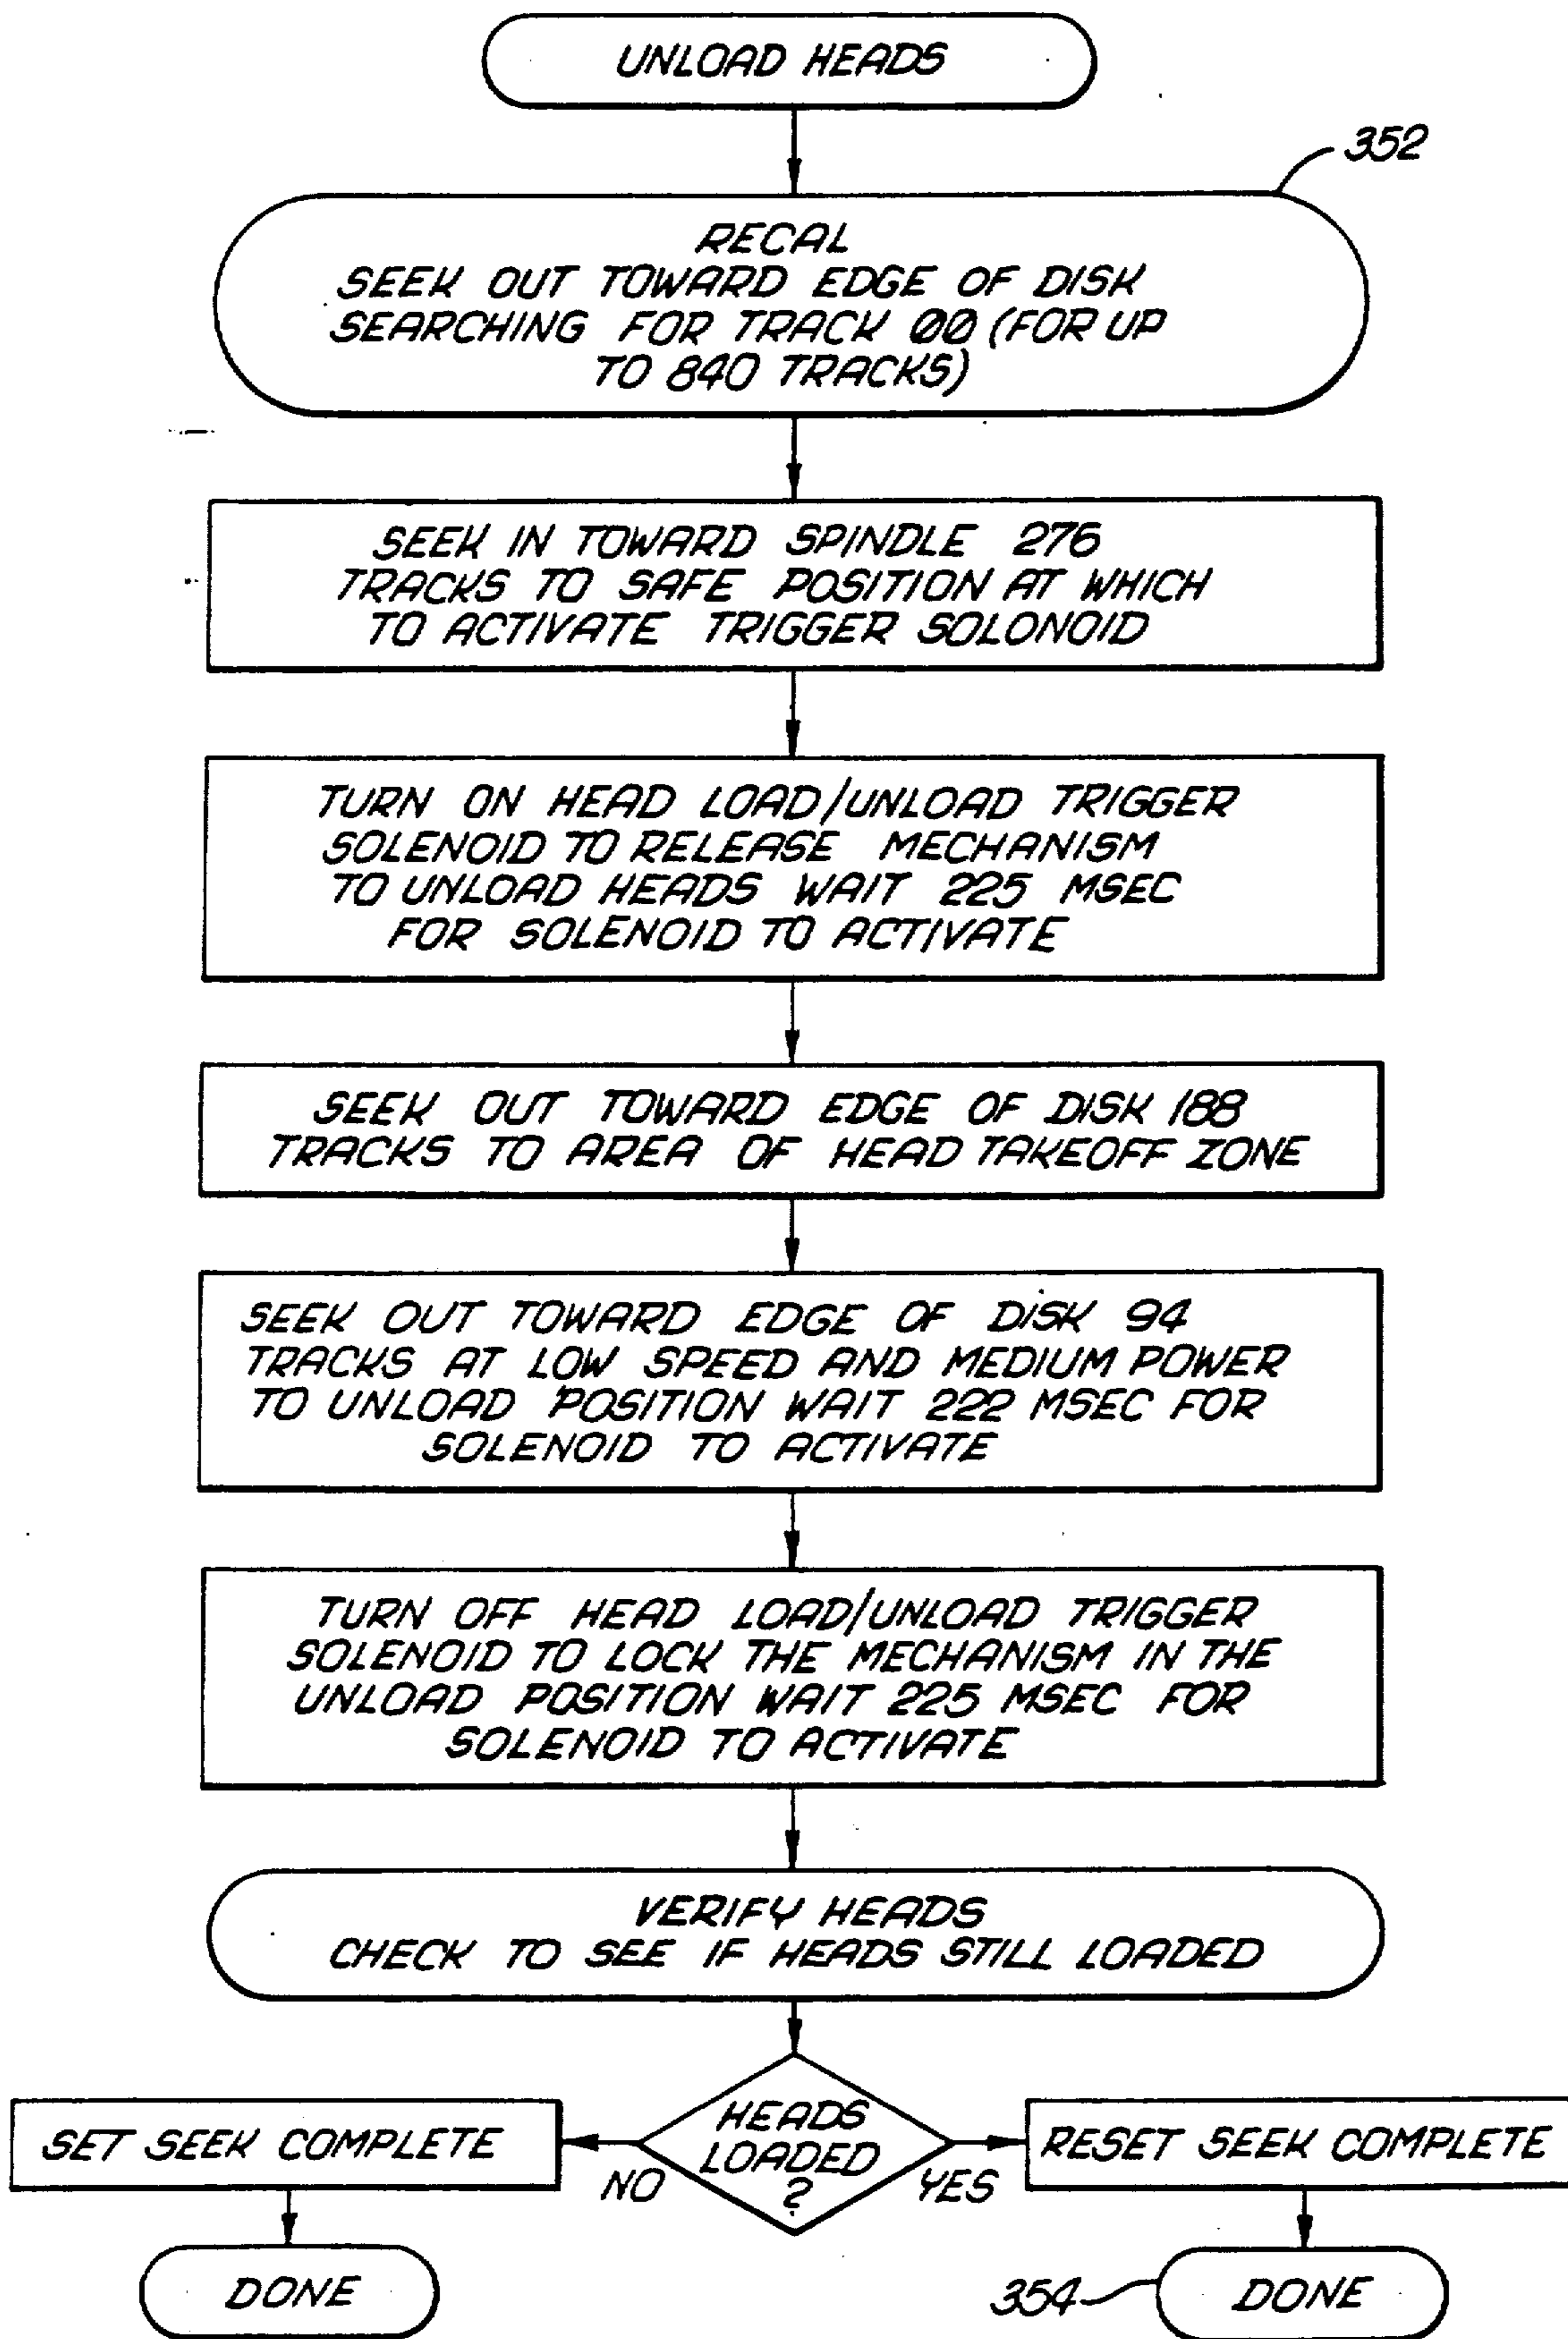 UNLOAD HEADS
352
RECAL
SEEK OUT TOWARD EDGE OF DISK
SEARCHING FOR TRACK 00 (FOR UP
TO 840 TRACKS)
SEEK IN TOWARD SPINDLE 276
TRACKS TO SAFE POSITION AT WHICH
TO ACTIVATE TRIGGER SOLONOID
TURN ON HEAD LOAD/UNLOAD TRIGGER
SOLENOID TO RELEASE MECHANISM
TO UNLOAD HEADS WAIT 225 MSEC
FOR SOLENOID TO ACTIVATE
SEEK OUT TOWARD EDGE OF DISK 188
TRACKS TO AREA OF HEAD TAKEOFF ZONE
SEEK OUT TOWARD EDGE OF DISK 94
TRACKS AT LOW SPEED AND MEDIUM POWER
TO UNLOAD POSITION WAIT 222 MSEC FOR
SOLENOID TO ACTIVATE
TURN OFF HEAD LOAD/UNLOAD TRIGGER
SOLENOID TO LOCK THE MECHANISM IN THE
UNLOAD POSITION WAIT 225 MSEC FOR
SOLENOID TO ACTIVATE
VERIFY HEADS
CHECK TO SEE IF HEADS STILL LOADED
HEADS
LOADED
?
NO
YES
SET SEEK COMPLETE
RESET SEEK COMPLETE
DONE
354
DONE